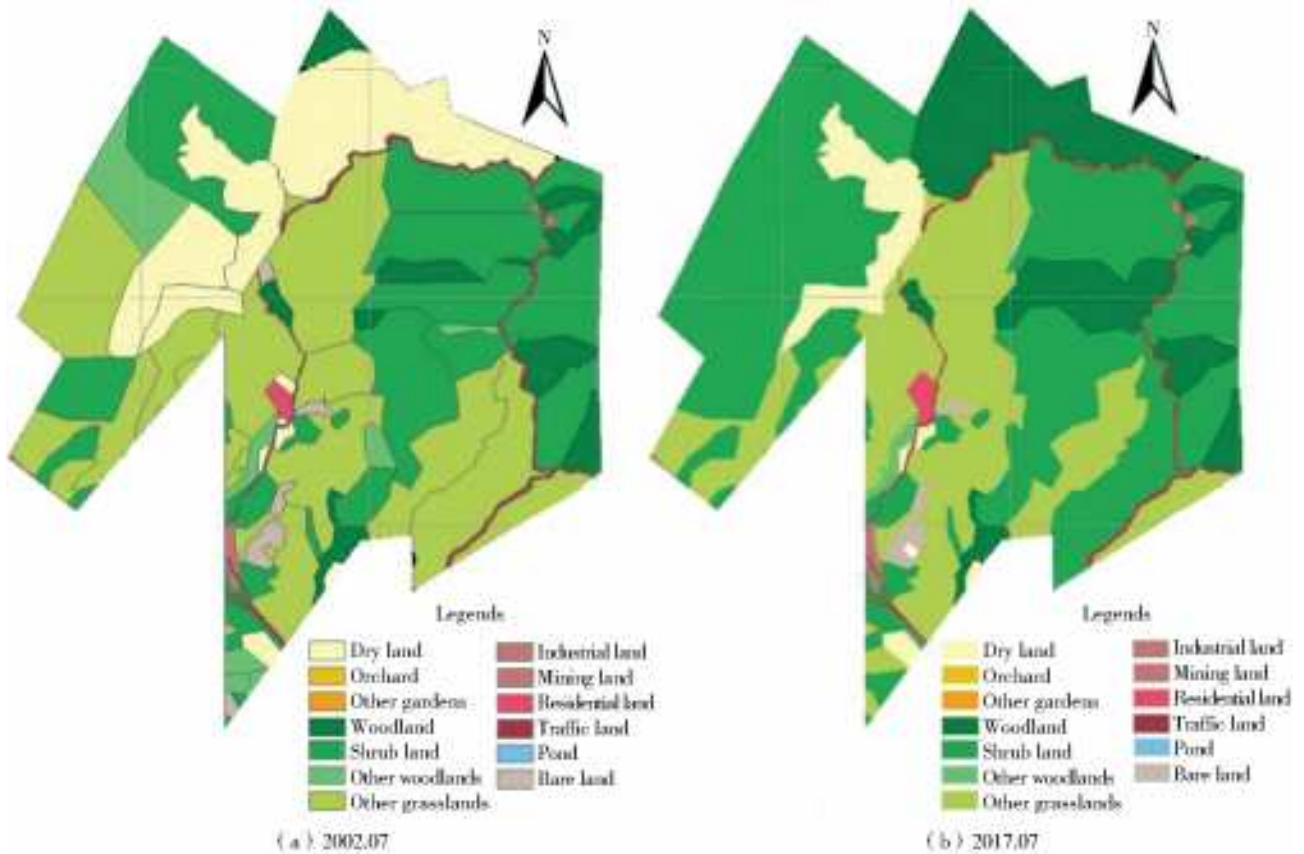 N
N
Legends
Dry land
Orchard
Other gardens
Woodland
Shrub land
Other woodlands
Other grasslands
Industrial land
Mining land
Residential land
Traffic land
Pond
Bare land
(a) 2002.07
Legends
Dry land
Orchard
Other gardens
Woodland
Shrub land
Other woodlands
Other grasslands
Industrial land
Mining land
Residential land
Traffic land
Pond
Bare land
(b) 2017.07